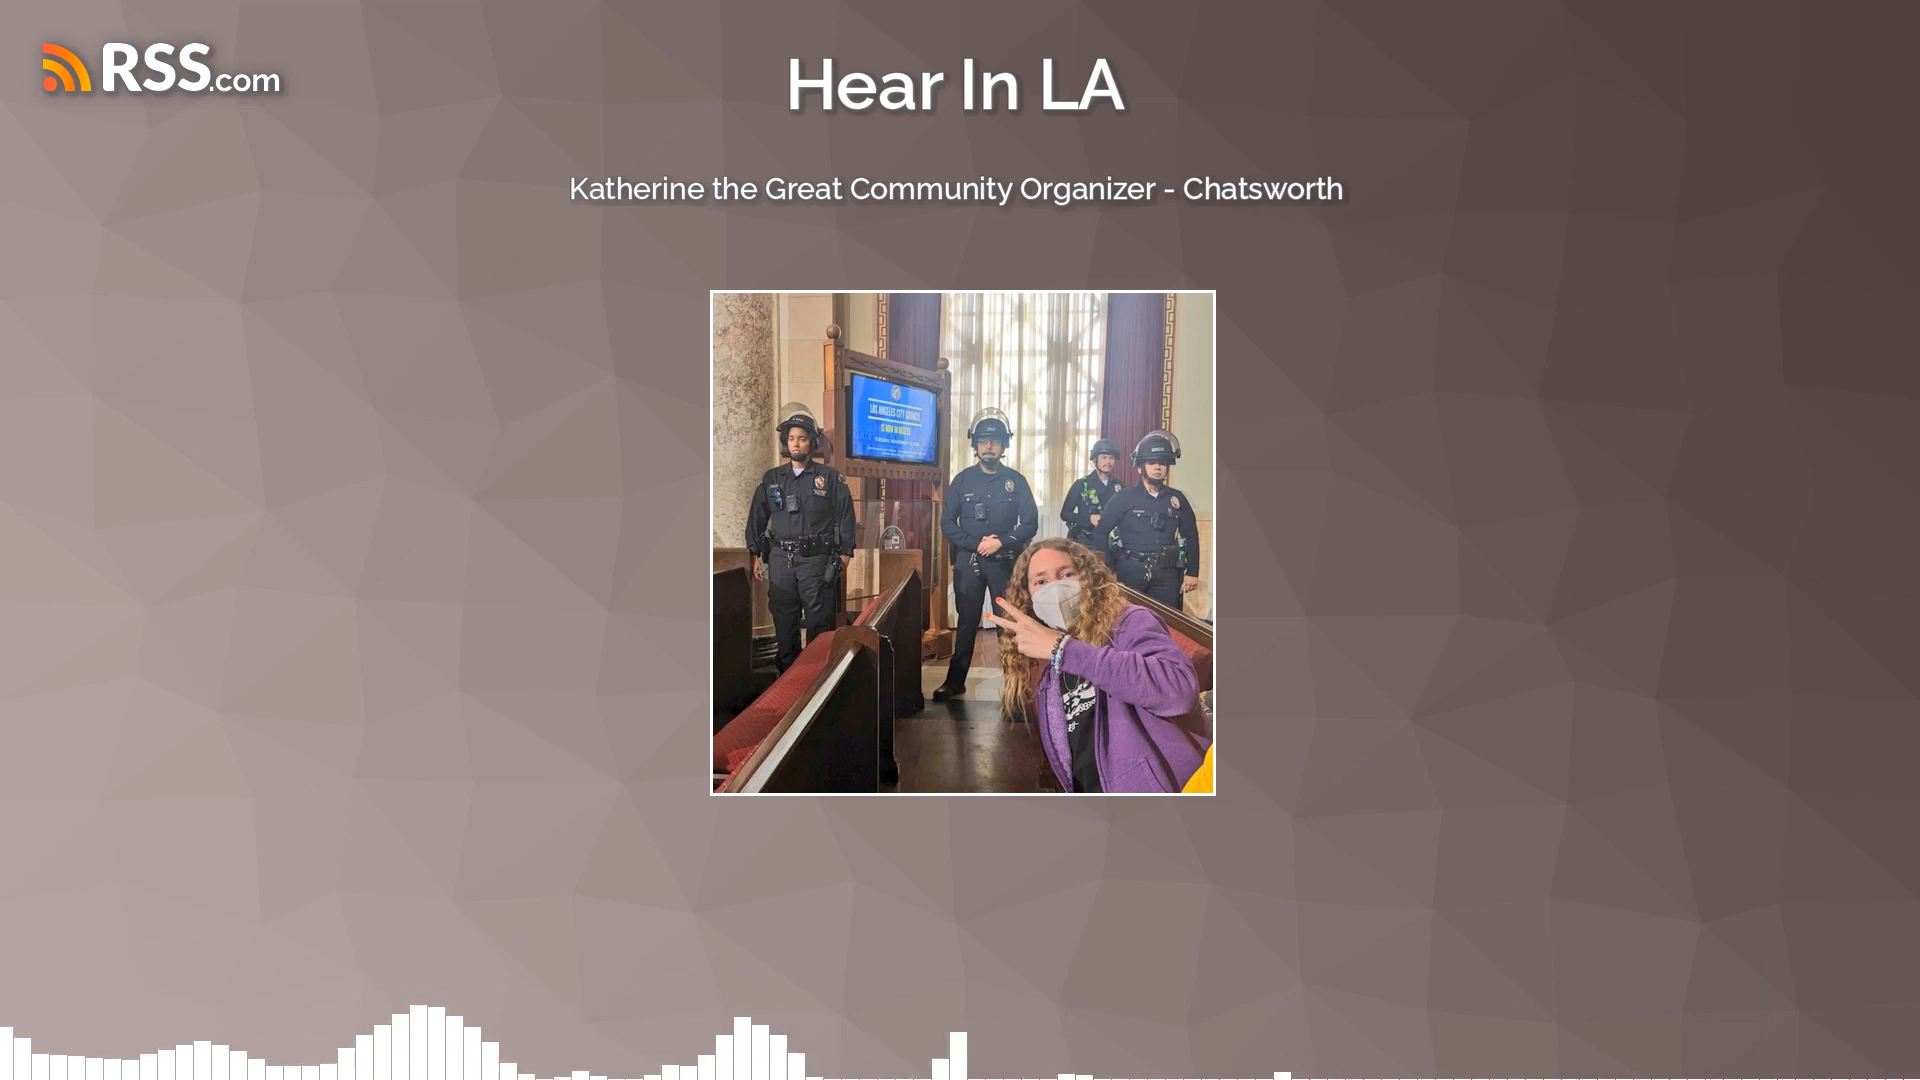 RSS.com
Hear In LA
Katherine the Great Community Organizer - Chatsworth
LOS ANGELES CITY COUNCIL
IS NOW IN RECESS